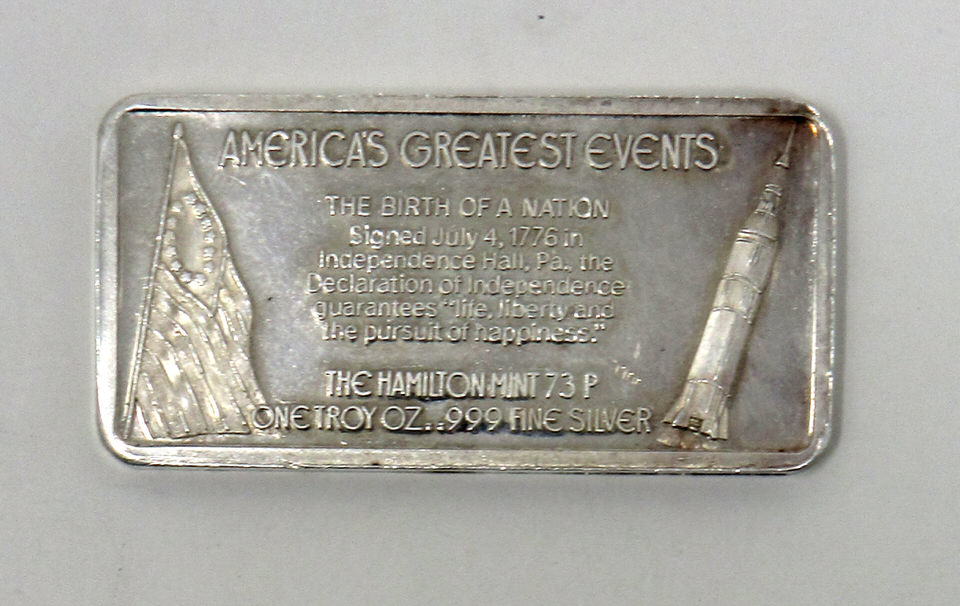 AMERICA'S GREATEST EVENTS
THE BIRTH OF A NATION
Signed July 4, 1776 in
Independence Hall, Pa., the
Declaration of Independence
guarantees "life, liberty and
the pursuit of happiness."
THE HAMILTON MINT 73 P
ONE TROY OZ. .999 FINE SILVER